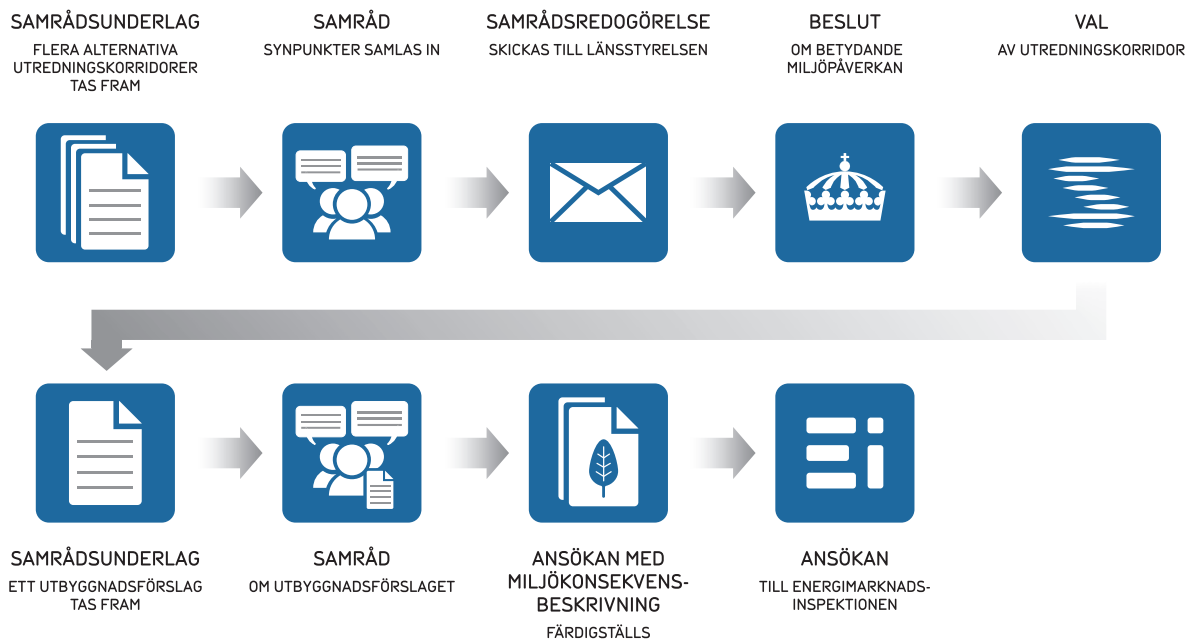 SAMRÅDSUNDERLAG
FLERA ALTERNATIVA
UTREDNINGSKORRIDORER
TAS FRAM
SAMRÅD
SYNPUNKTER SAMLAS IN
SAMRÅDSREDOGÖRELSE
SKICKAS TILL LÄNSSTYRELSEN
BESLUT
OM BETYDANDE
MILJÖPÅVERKAN
VAL
AV UTREDNINGSKORRIDOR
Ei
SAMRÅDSUNDERLAG
ETT UTBYGGNADSFÖRSLAG
TAS FRAM
SAMRÅD
OM UTBYGGNADSFÖRSLAGET
ANSÖKAN MED
MILJÖKONSEKVENS-
BESKRIVNING
FÄRDIGSTÄLLS
ANSÖKAN
TILL ENERGIMARKNADS-
INSPEKTIONEN